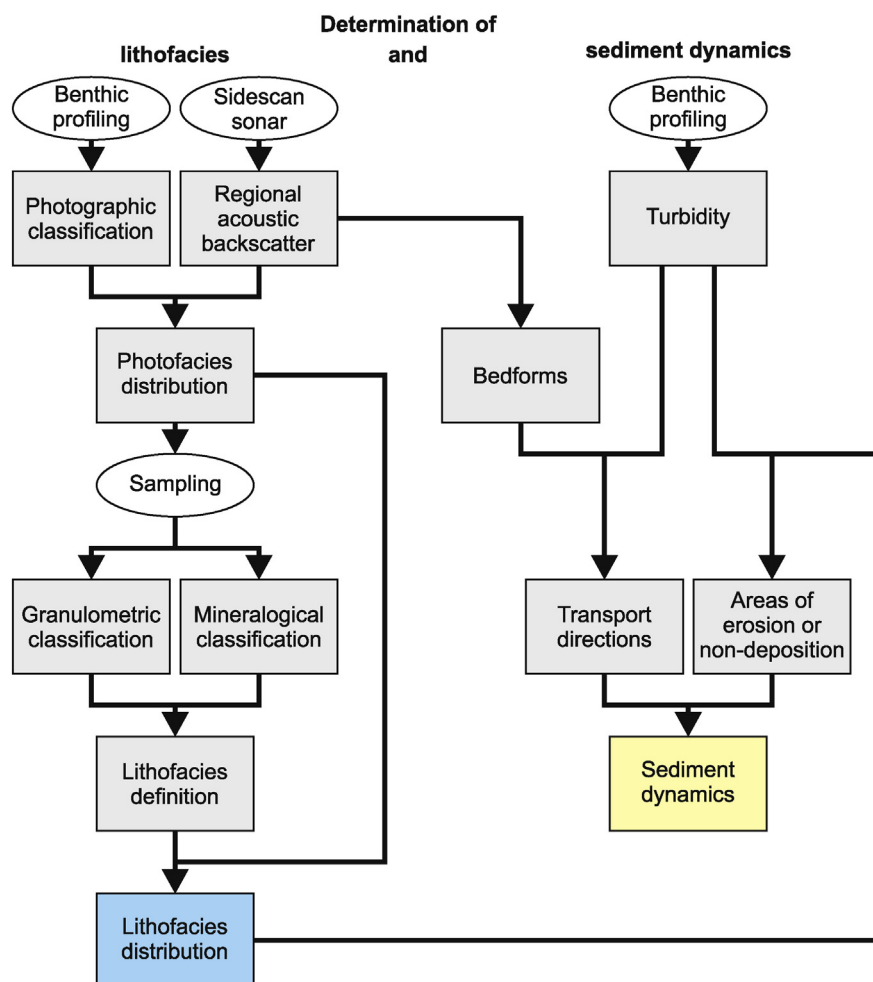 Determination of
lithofacies
and
sediment dynamics
Benthic
profiling
Sidescan
sonar
Benthic
profiling
Photographic
classification
Regional
acoustic
backscatter
Turbidity
Photofacies
distribution
Bedforms
Sampling
Granulometric
classification
Mineralogical
classification
Transport
directions
Areas of
erosion or
non-deposition
Lithofacies
definition
Sediment
dynamics
Lithofacies
distribution